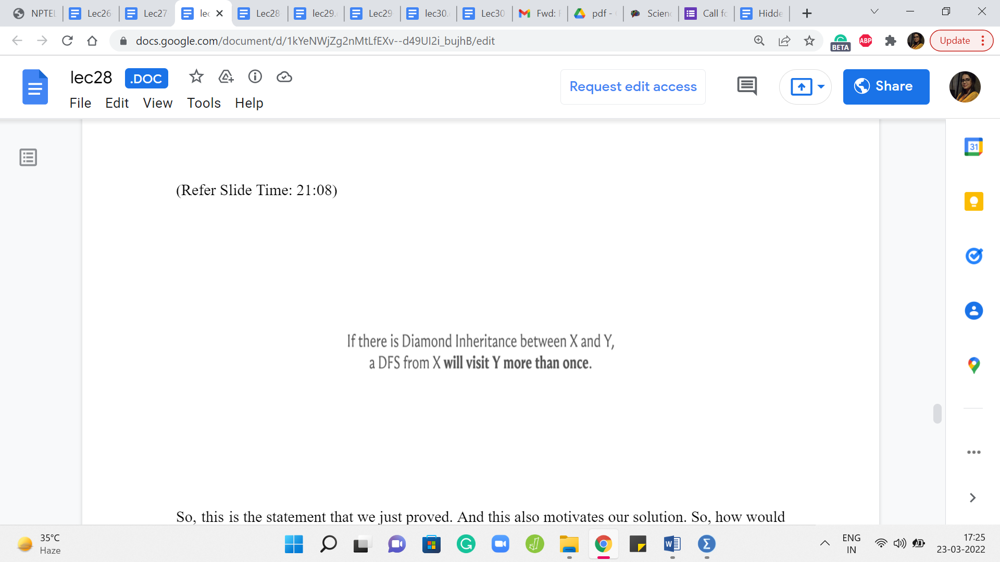 NPTEL
Lec26
Lec27
lec
Lec28
lec29.
Lec29
lec30.
Lec30
Fwd: F
pdf -
Scienc
Call fo
Hidde
docs.google.com/document/d/1kYeNWjZg2nMtLfEXv--d49UI2i_bujhB/edit
BETA
ABP
Update
lec28
.DOC
File Edit View Tools Help
Request edit access
Share
31
(Refer Slide Time: 21:08)
If there is Diamond Inheritance between X and Y,
a DFS from X will visit Y more than once.
So, this is the statement that we just proved. And this also motivates our solution. So, how would
35°C
Haze
ENG
IN
17:25
23-03-2022